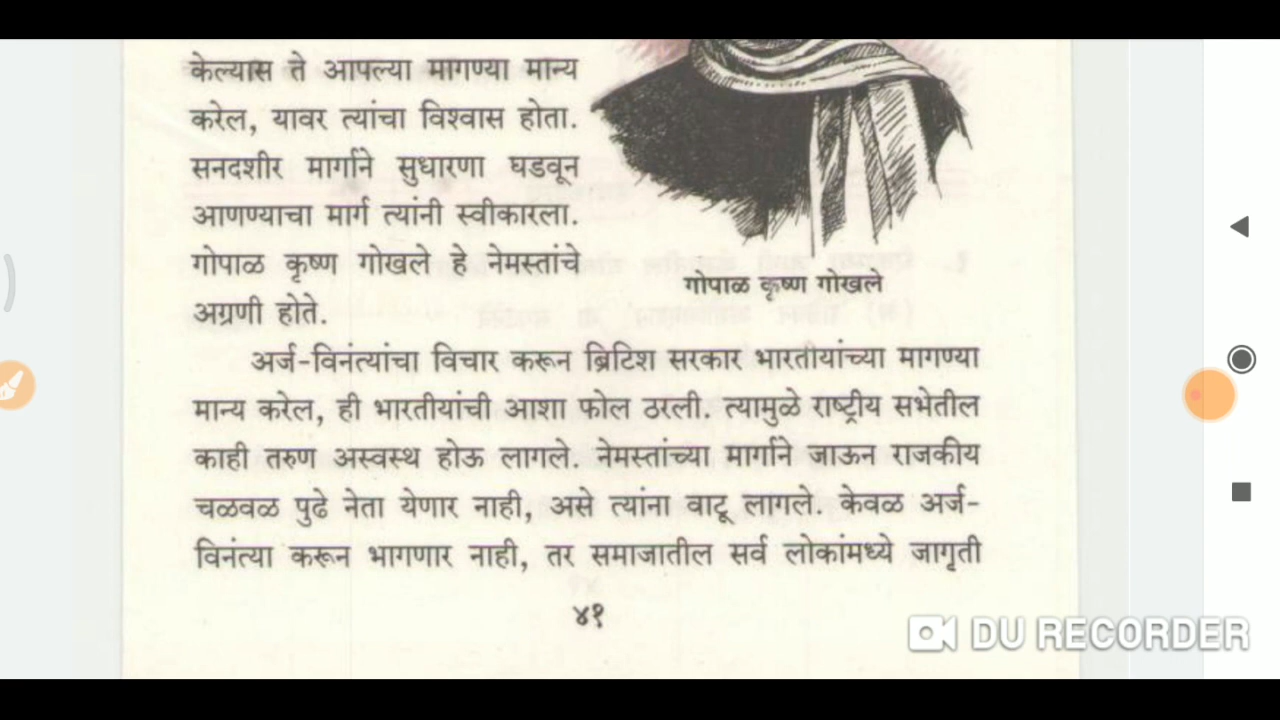 केल्यास ते आपल्या मागण्या मान्य
करेल, यावर त्यांचा विश्वास होता.
सनदशीर मार्गाने सुधारणा घडवून
आणण्याचा मार्ग त्यांनी स्वीकारला.
गोपाळ कृष्ण गोखले हे नेमस्तांचे
अग्रणी होते.
गोपाळ कृष्ण गोखले
अर्ज-विनंत्यांचा विचार करून ब्रिटिश सरकार भारतीयांच्या मागण्या
मान्य करेल, ही भारतीयांची आशा फोल ठरली. त्यामुळे राष्ट्रीय सभेतील
काही तरुण अस्वस्थ होऊ लागले. नेमस्तांच्या मार्गाने जाऊन राजकीय
चळवळ पुढे नेता येणार नाही, असे त्यांना वाटू लागले. केवळ अर्ज-
विनंत्या करून भागणार नाही, तर समाजातील सर्व लोकांमध्ये जागृती
४१
DU RECORDER